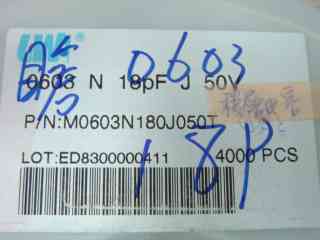 0603
0603 N 18pF J 50V
P/N:M0603N180J050T
LOT:ED8300000411 4000 PCS
18P